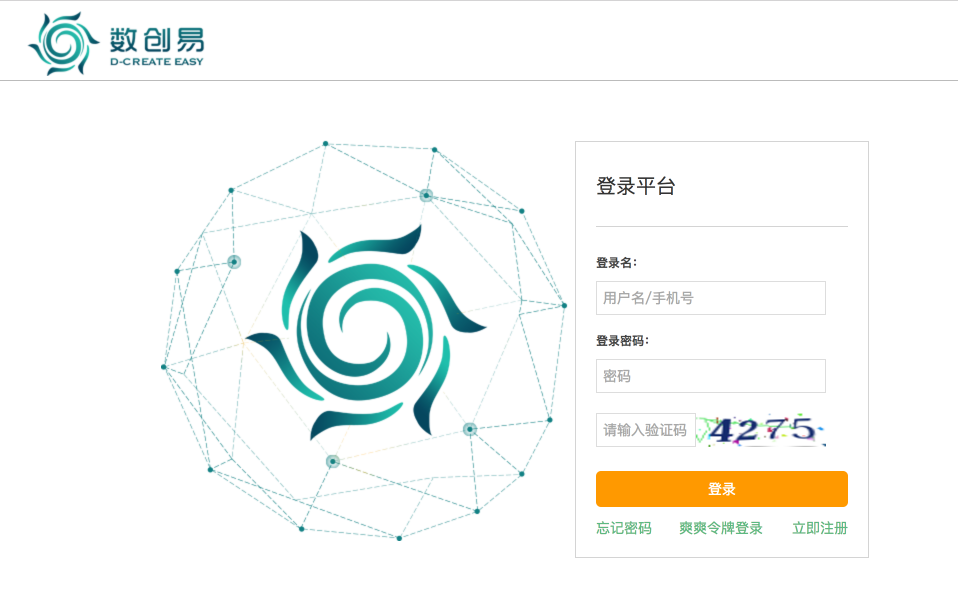 数创易
D-CREATE EASY
登录平台
登录名:
用户名/手机号
登录密码:
密码
请输入验证码 4275
登录
忘记密码 爽爽令牌登录 立即注册